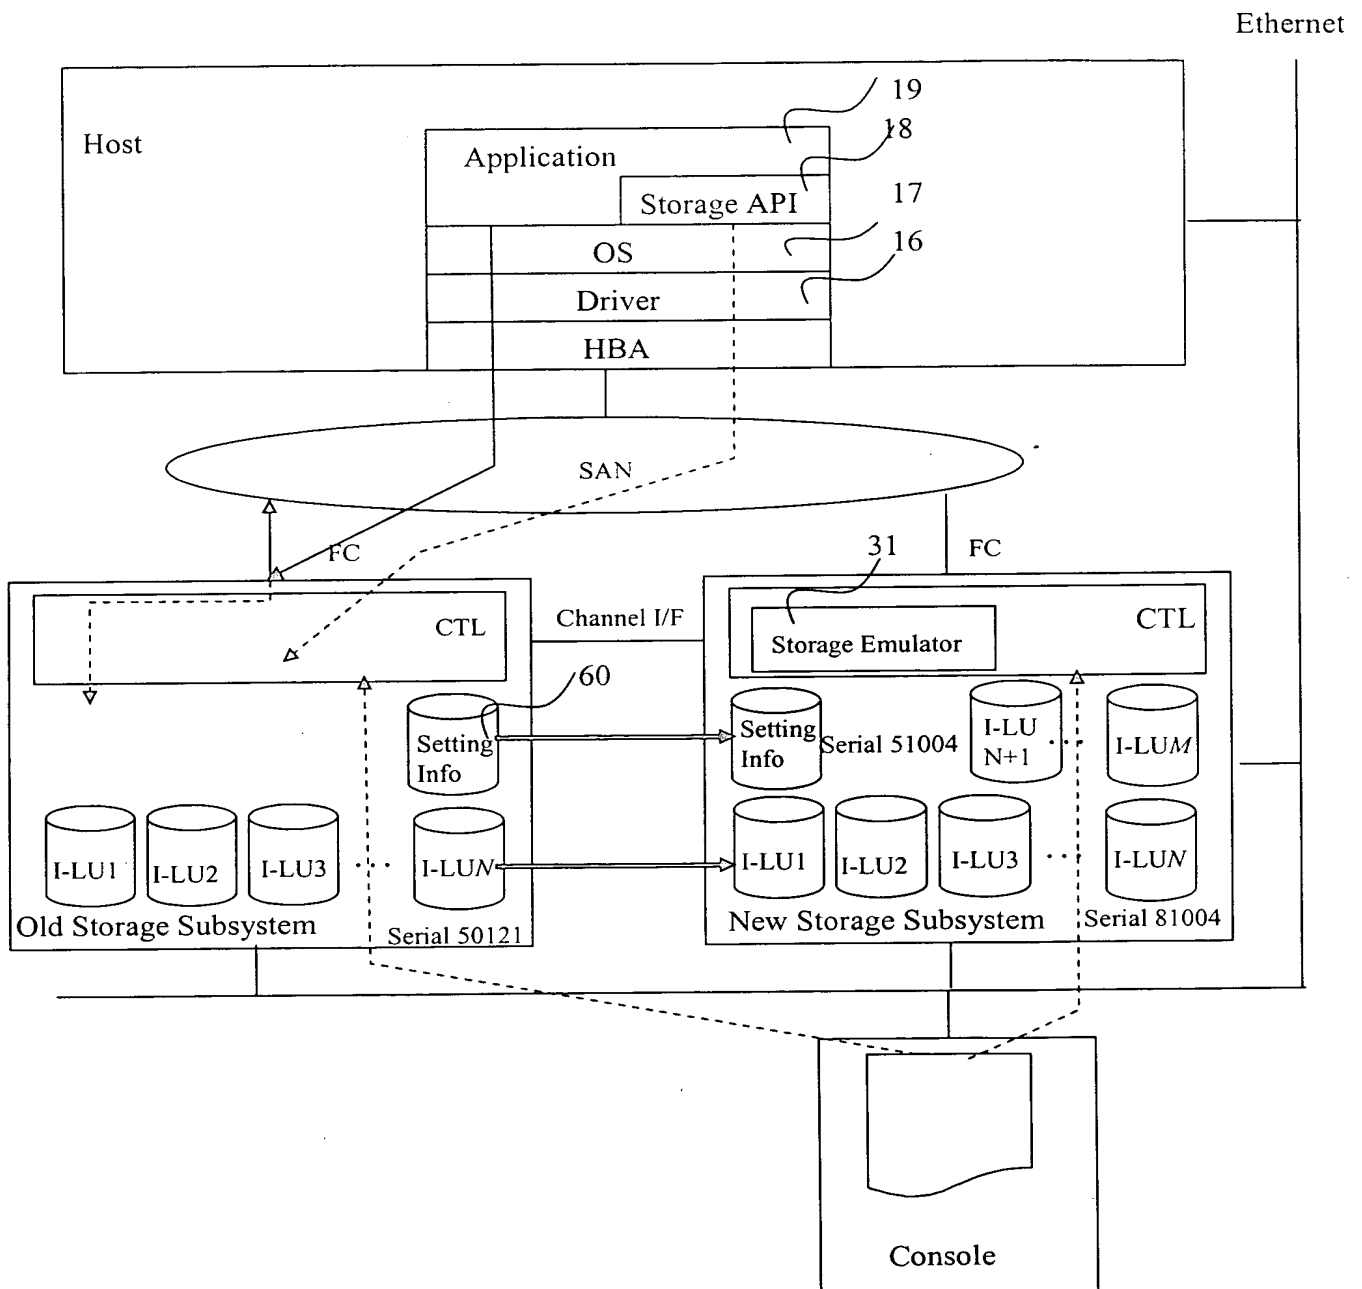 Ethernet
Host
19
18
Application
Storage API
17
OS
16
Driver
HBA
SAN
FC
FC
31
CTL
Channel I/F
Storage Emulator
CTL
60
Setting
Info
Setting
Info
Serial 51004
I-LU
N+1
...
I-LUM
I-LU1
I-LU2
I-LU3
...
I-LUN
I-LU1
I-LU2
I-LU3
...
I-LUN
Old Storage Subsystem
Serial 50121
New Storage Subsystem
Serial 81004
Console